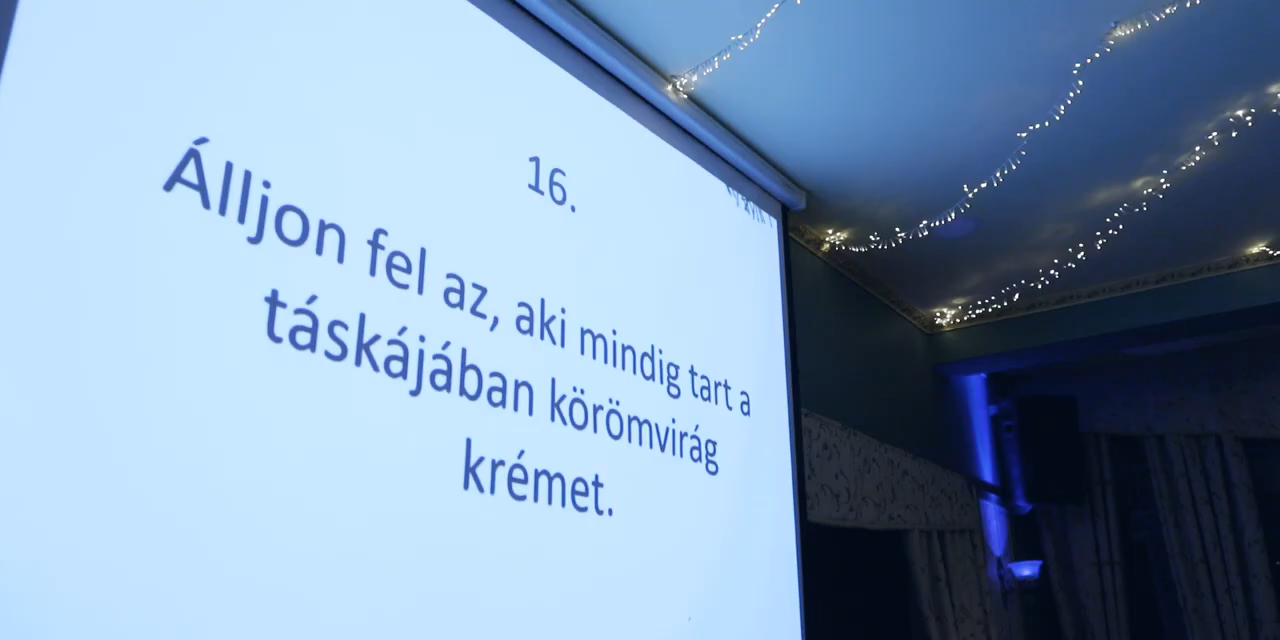 16.
Álljon fel az, aki mindig tart a
táskájában körömvirág
krémet.